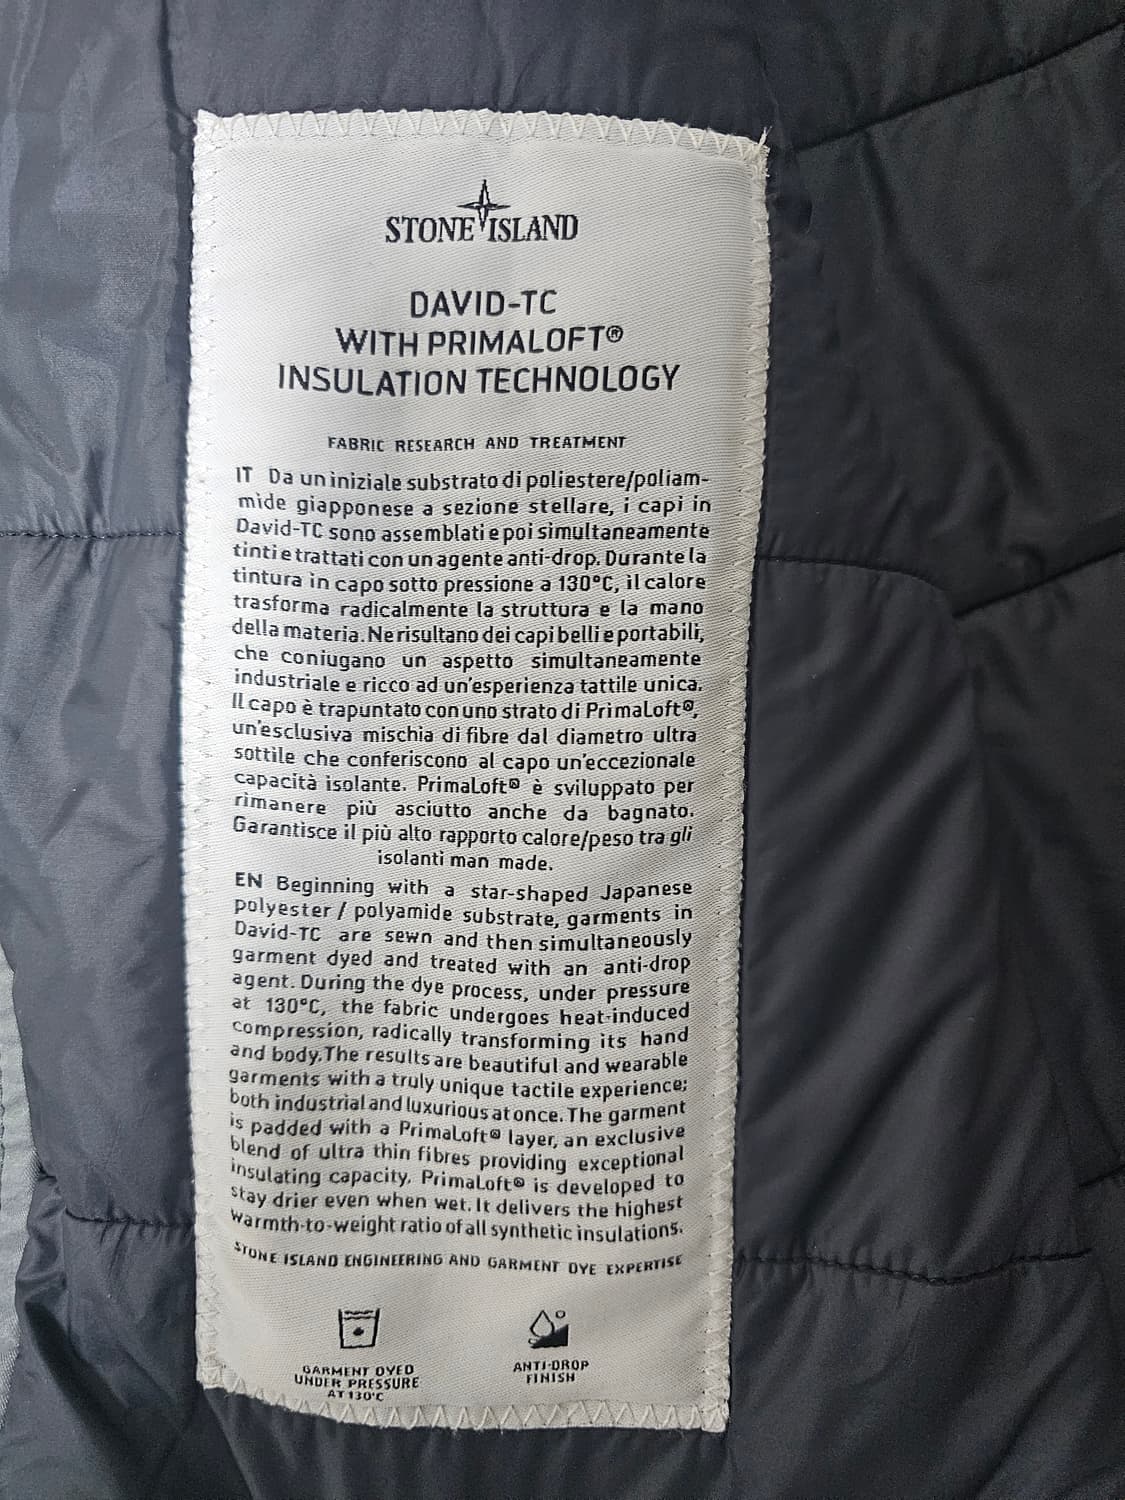 STONE ISLAND
DAVID-TC
WITH PRIMALOFT®
INSULATION TECHNOLOGY
FABRIC RESEARCH AND TREATMENT
IT Da un iniziale substrato di poliestere/poliam-
mide giapponese a sezione stellare, i capi in
David-TC sono assemblati e poi simultaneamente
tinti e trattati con un agente anti-drop. Durante la
tintura in capo sotto pressione a 130°C, il calore
trasforma radicalmente la struttura e la mano
della materia. Ne risultano dei capi belli e portabili,
che coniugano un aspetto simultaneamente
industriale e ricco ad un'esperienza tattile unica.
Il capo è trapuntato con uno strato di PrimaLoft®,
un'esclusiva mischia di fibre dal diametro ultra
sottile che conferiscono al capo un'eccezionale
capacità isolante. PrimaLoft® è sviluppato per
rimanere più asciutto anche da bagnato.
Garantisce il più alto rapporto calore/peso tra gli
isolanti man made.
EN Beginning with a star-shaped Japanese
polyester / polyamide substrate, garments in
David-TC are sewn and then simultaneously
garment dyed and treated with an anti-drop
agent. During the dye process, under pressure
at 130°C, the fabric undergoes heat-induced
compression, radically transforming its hand
and body. The results are beautiful and wearable
garments with a truly unique tactile experience;
both industrial and luxurious at once. The garment
is padded with a PrimaLoft® layer, an exclusive
blend of ultra thin fibres providing exceptional
insulating capacity. PrimaLoft® is developed to
stay drier even when wet. It delivers the highest
warmth-to-weight ratio of all synthetic insulations.
STONE ISLAND ENGINEERING AND GARMENT DYE EXPERTISE
GARMENT DYED
UNDER PRESSURE
AT 130°C
ANTI-DROP
FINISH